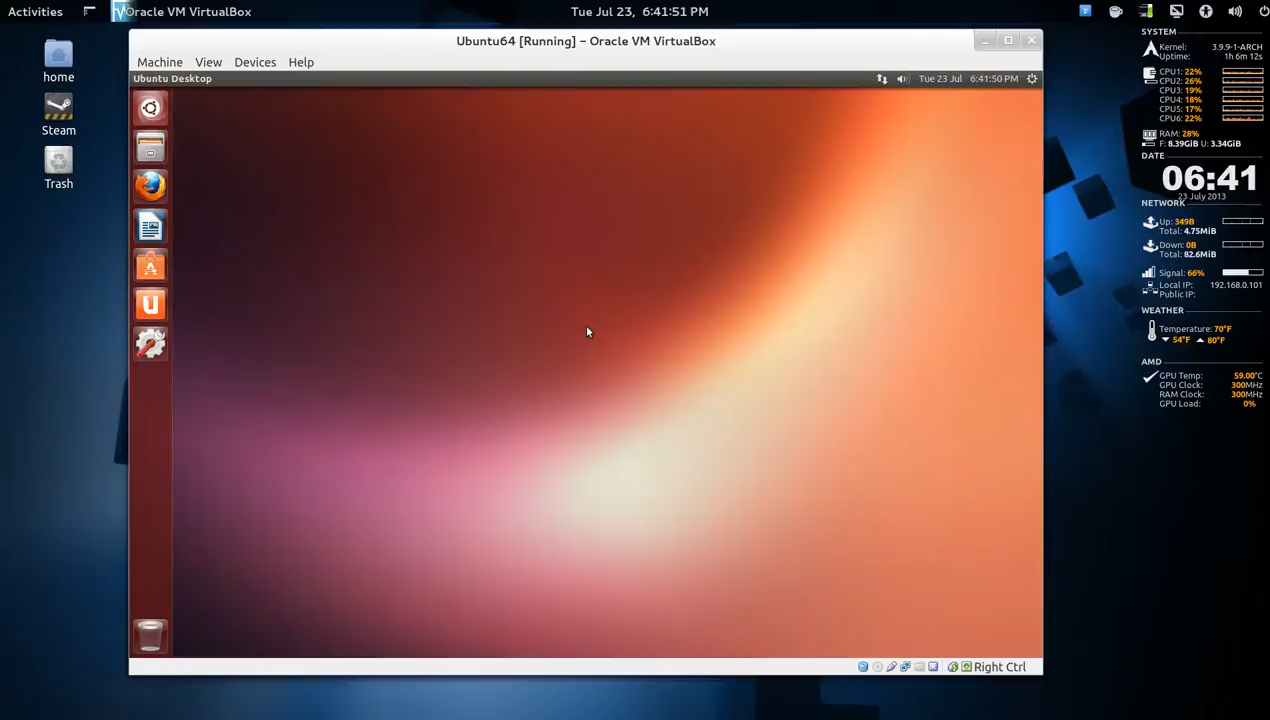 Activities
Oracle VM VirtualBox
Tue Jul 23, 6:41:51 PM
home
Steam
Trash
Ubuntu64 [Running] – Oracle VM VirtualBox
Machine View Devices Help
Ubuntu Desktop
Tue 23 Jul 6:41:50 PM
Right Ctrl
SYSTEM
Kernel: 3.9.9-1-ARCH
Uptime: 1h 6m 12s
CPU1: 22%
CPU2: 26%
CPU3: 19%
CPU4: 18%
CPU5: 17%
CPU6: 22%
RAM: 28%
F: 8.39GiB U: 3.34GiB
DATE
06:41
23 July 2013
NETWORK
Up: 349B
Total: 4.75MiB
Down: 0B
Total: 82.6MiB
Signal: 66%
Local IP: 192.168.0.101
Public IP:
WEATHER
Temperature: 70°F
54°F 80°F
AMD
GPU Temp: 59.00°C
GPU Clock: 300MHz
RAM Clock: 300MHz
GPU Load: 0%